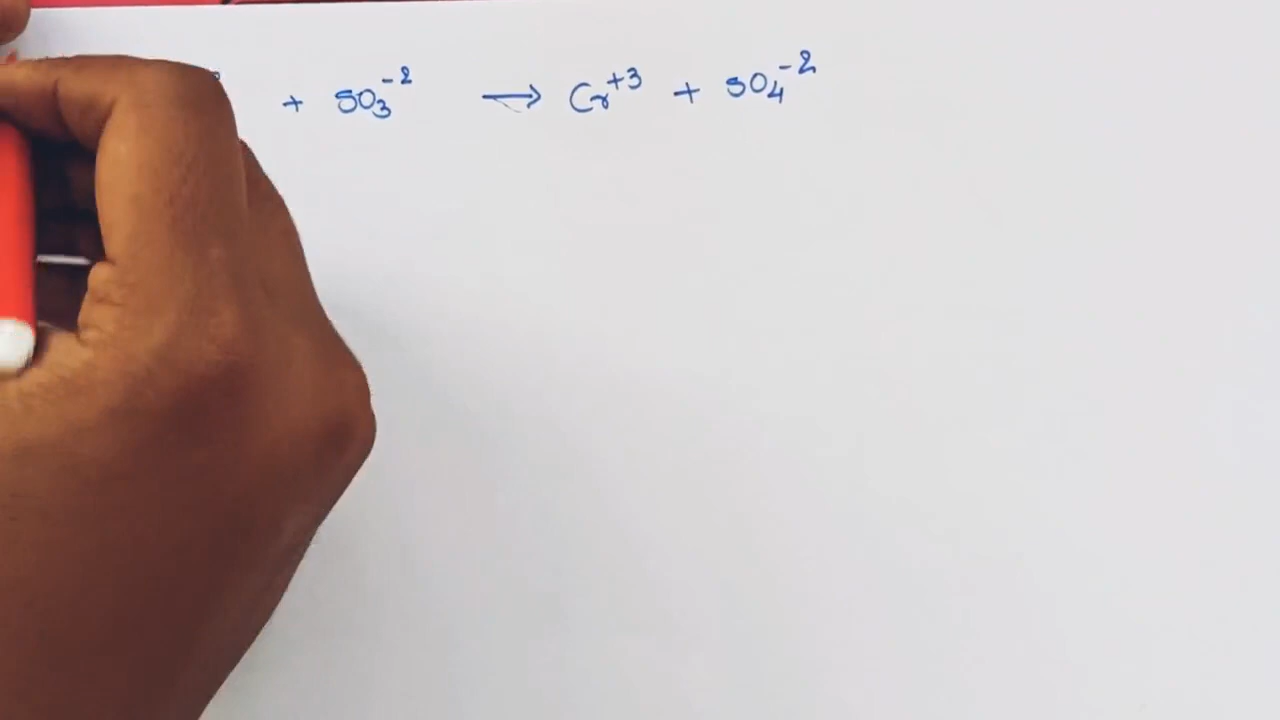 + SO₃⁻² ⟶ Cr⁺³ + SO₄⁻²